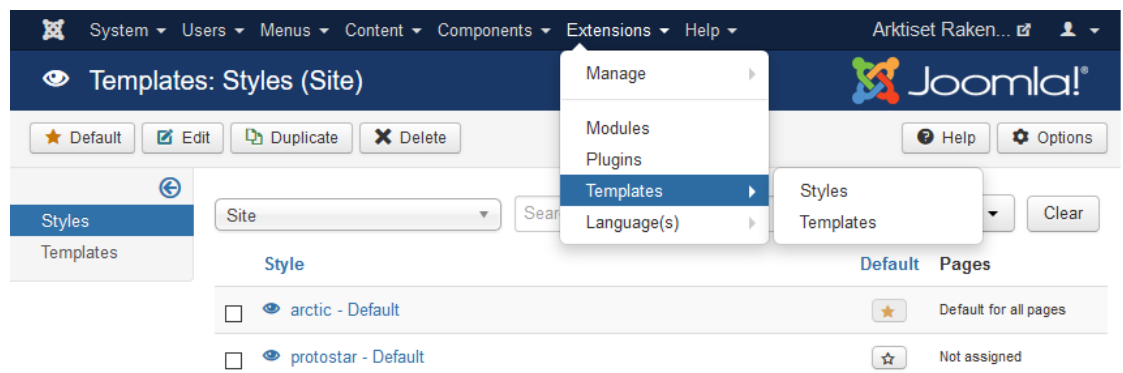 System Users Menus Content Components Extensions Help Arktiset Raken...
Templates: Styles (Site) Joomla!®
Manage
Default Edit Duplicate Delete Help Options
Modules
Plugins
Templates
Language(s)
Styles
Templates
Styles
Templates
Site Clear
Style Default Pages
arctic - Default Default for all pages
protostar - Default Not assigned